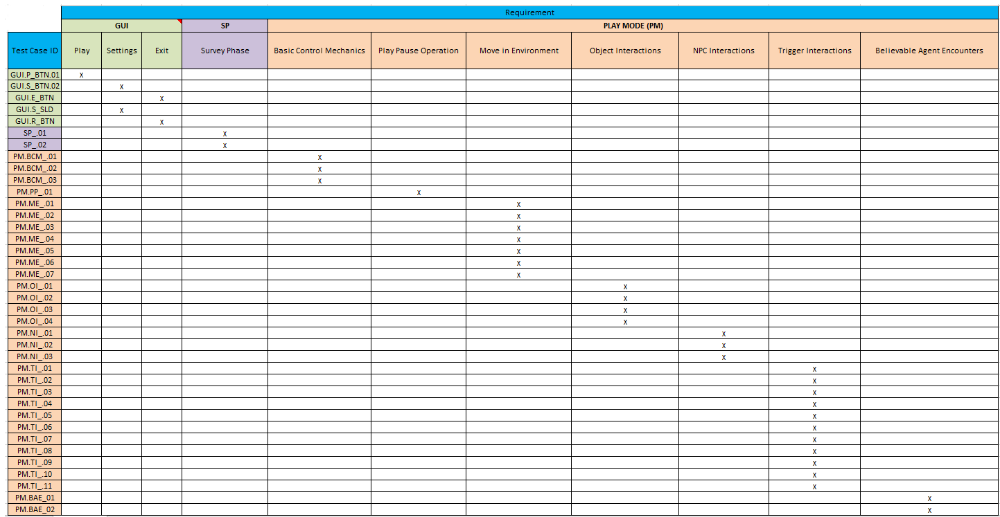 Requirement
GUI SP PLAY MODE (PM)
Test Case ID Play Settings Exit Survey Phase Basic Control Mechanics Play Pause Operation Move in Environment Object Interactions NPC Interactions Trigger Interactions Believable Agent Encounters
GUI.P_BTN.01 x
GUI.S_BTN.02 x
GUI.E_BTN x
GUI.S_SLD x
GUI.R_BTN x
SP_.01 x
SP_.02 x
PM.BCM_.01 x
PM.BCM_.02 x
PM.BCM_.03 x
PM.PP_.01 x
PM.ME_.01 x
PM.ME_.02 x
PM.ME_.03 x
PM.ME_.04 x
PM.ME_.05 x
PM.ME_.06 x
PM.ME_.07 x
PM.OI_.01 x
PM.OI_.02 x
PM.OI_.03 x
PM.OI_.04 x
PM.NI_.01 x
PM.NI_.02 x
PM.NI_.03 x
PM.TI_.01 x
PM.TI_.02 x
PM.TI_.03 x
PM.TI_.04 x
PM.TI_.05 x
PM.TI_.06 x
PM.TI_.07 x
PM.TI_.08 x
PM.TI_.09 x
PM.TI_.10 x
PM.TI_.11 x
PM.BAE_01 x
PM.BAE_02 x